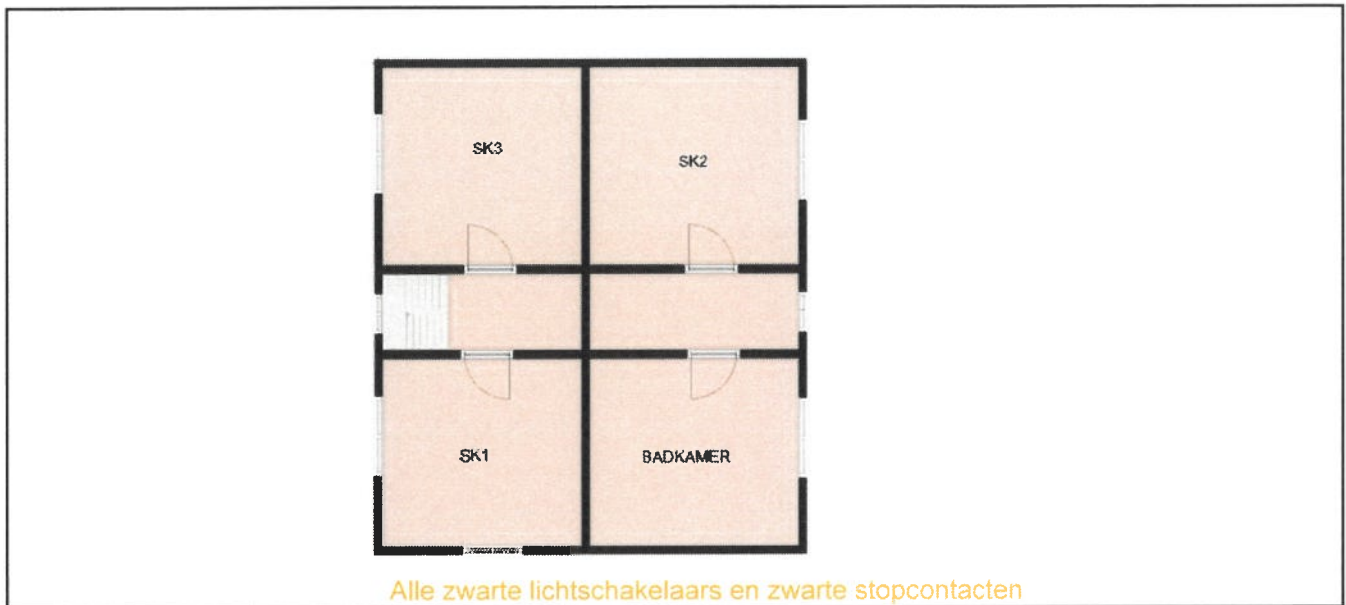 SK3
SK2
SK1
BADKAMER
Alle zwarte lichtschakelaars en zwarte stopcontacten